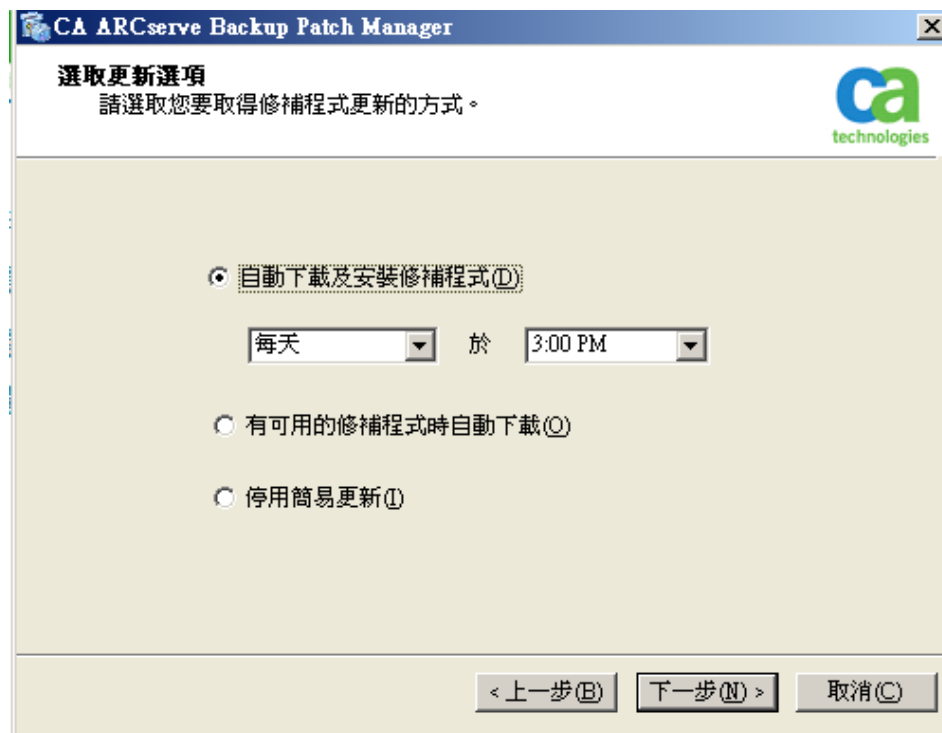 CA ARCserve Backup Patch Manager
選取更新選項
請選取您要取得修補程式更新的方式。
ca
technologies
自動下載及安裝修補程式(D)
每天 於 3:00 PM
有可用的修補程式時自動下載(O)
停用簡易更新(I)
<上一步(B) 下一步(N)> 取消(C)